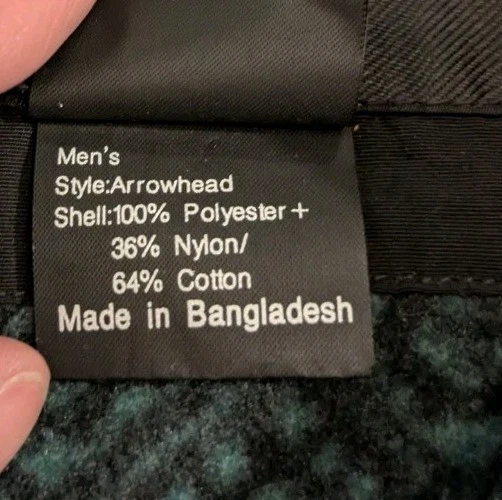 Men's
Style:Arrowhead
Shell:100% Polyester+
36% Nylon/
64% Cotton
Made in Bangladesh